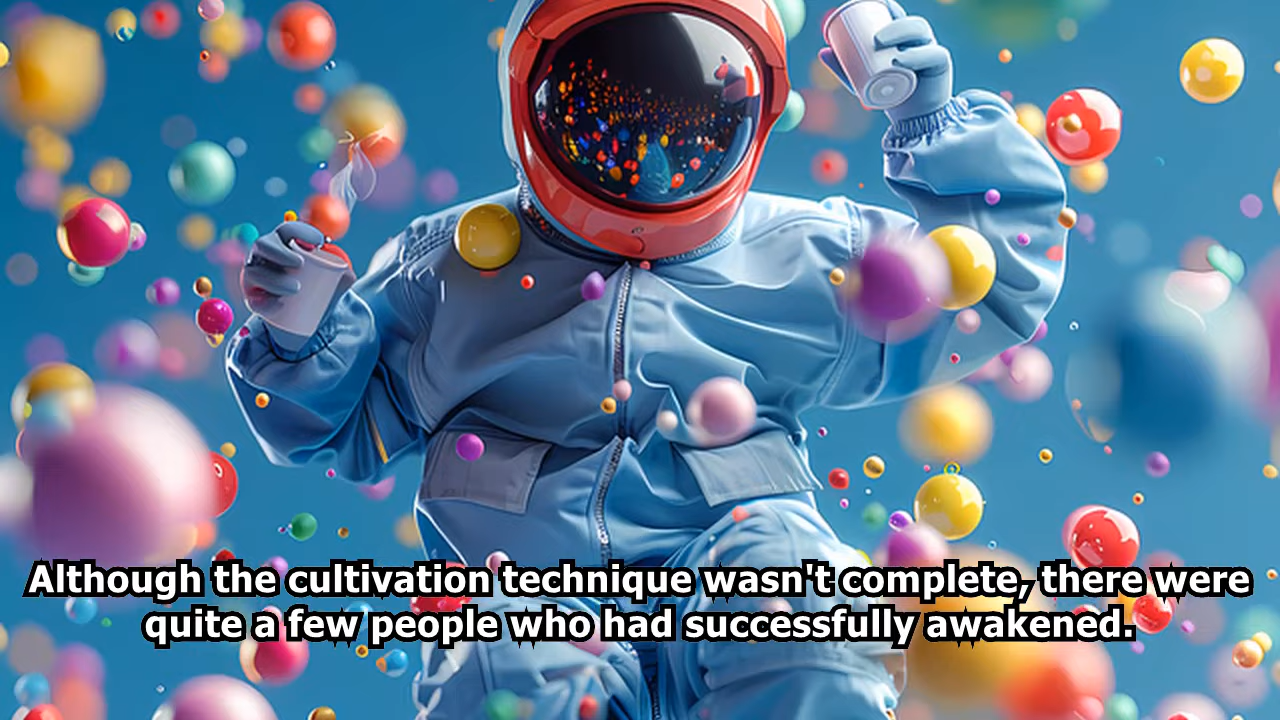 Although the cultivation technique wasn't complete, there were
quite a few people who had successfully awakened.